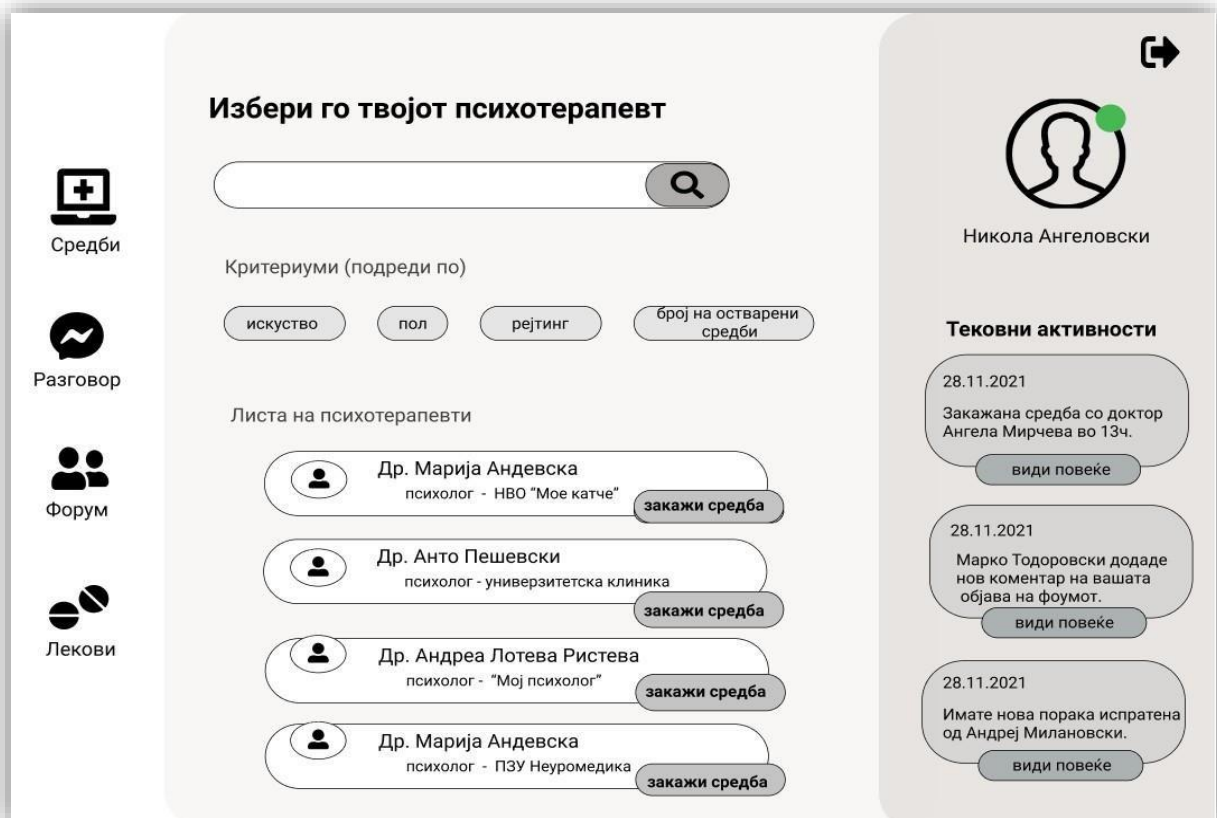 Избери го твојот психотерапевт
Средби
Разговор
Форум
Лекови
Критериуми (подреди по)
искуство
пол
рејтинг
број на остварени
средби
Листа на психотерапевти
Др. Марија Андевска
психолог - НВО “Мое катче”
закажи средба
Др. Анто Пешевски
психолог - универзитетска клиника
закажи средба
Др. Андреа Лотева Ристева
психолог - “Мој психолог”
закажи средба
Др. Марија Андевска
психолог - ПЗУ Неуромедика
закажи средба
Никола Ангеловски
Тековни активности
28.11.2021
Закажана средба со доктор
Ангела Мирчева во 13ч.
види повеќе
28.11.2021
Марко Тодоровски додаде
нов коментар на вашата
објава на фоумот.
види повеќе
28.11.2021
Имате нова порака испратена
од Андреј Милановски.
види повеќе